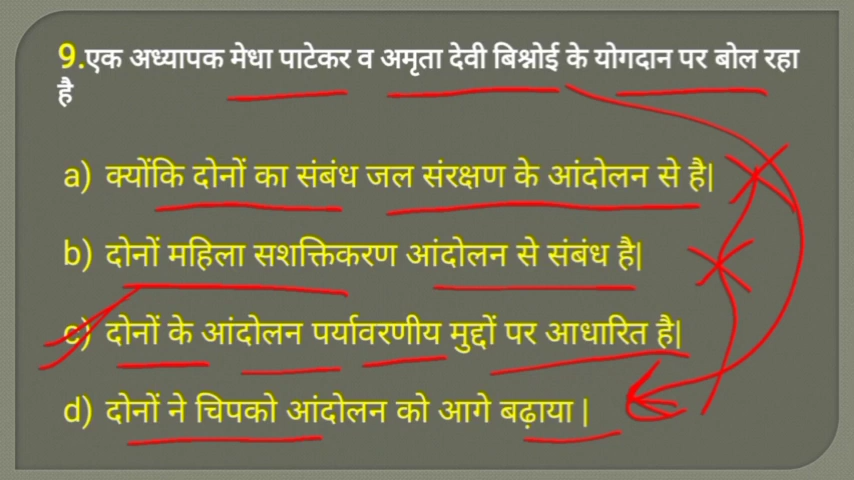 9.एक अध्यापक मेधा पाटेकर व अमृता देवी बिश्नोई के योगदान पर बोल रहा
है
a) क्योंकि दोनों का संबंध जल संरक्षण के आंदोलन से है|
b) दोनों महिला सशक्तिकरण आंदोलन से संबंध है|
c) दोनों के आंदोलन पर्यावरणीय मुद्दों पर आधारित है|
d) दोनों ने चिपको आंदोलन को आगे बढ़ाया |